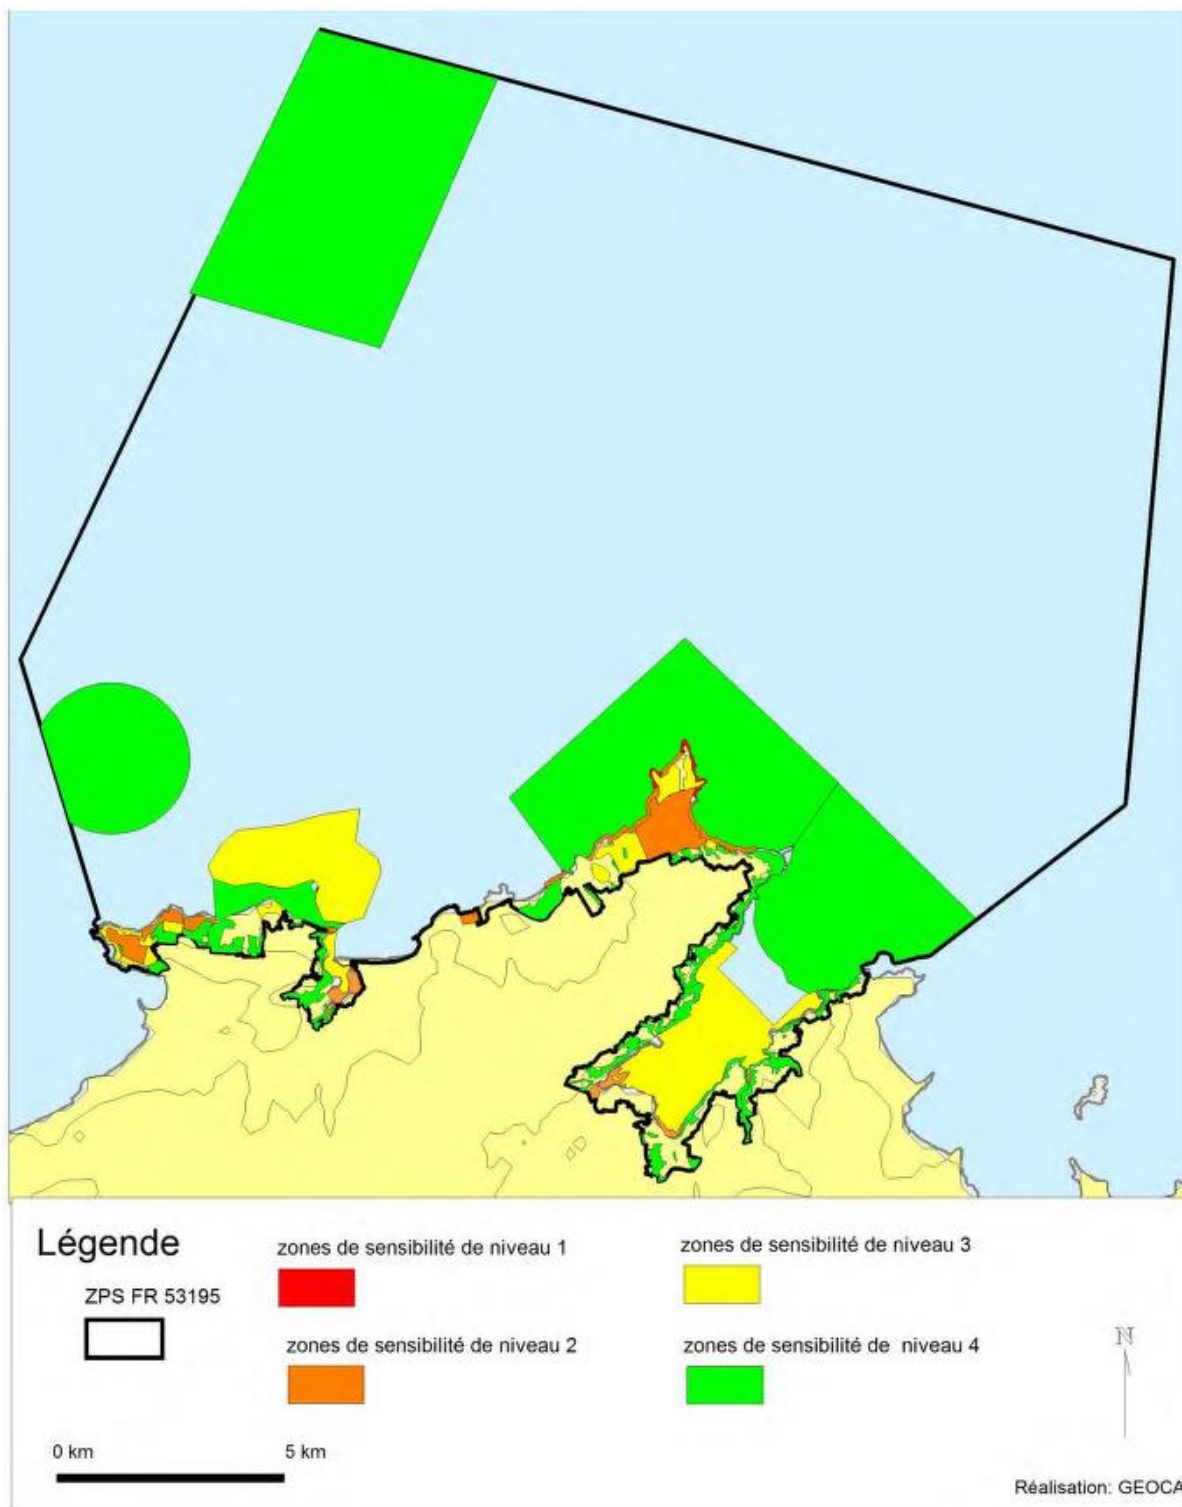 Légende
ZPS FR 53195
zones de sensibilité de niveau 1
zones de sensibilité de niveau 2
zones de sensibilité de niveau 3
zones de sensibilité de niveau 4
N
0 km
5 km
Réalisation: GEOCA